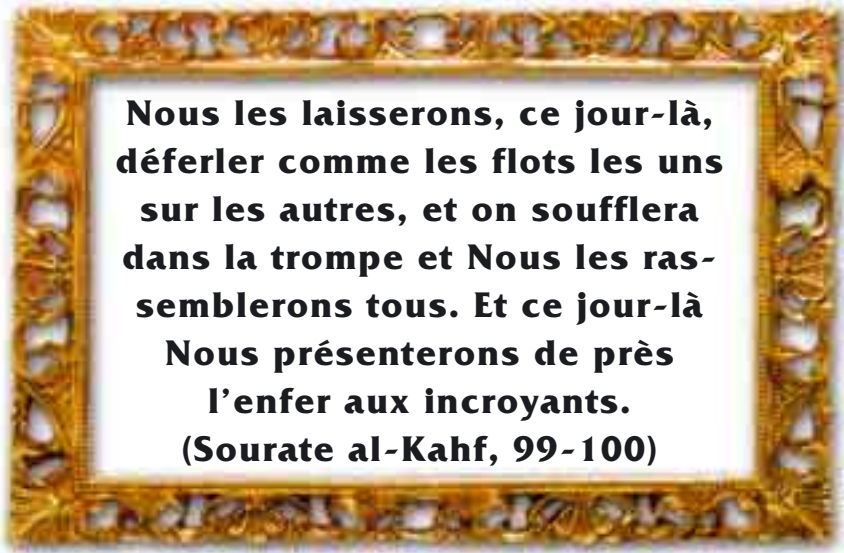 Nous les laisserons, ce jour-là,
déferler comme les flots les uns
sur les autres, et on soufflera
dans la trompe et Nous les ras-
semblerons tous. Et ce jour-là
Nous présenterons de près
l’enfer aux incroyants.
(Sourate al-Kahf, 99-100)